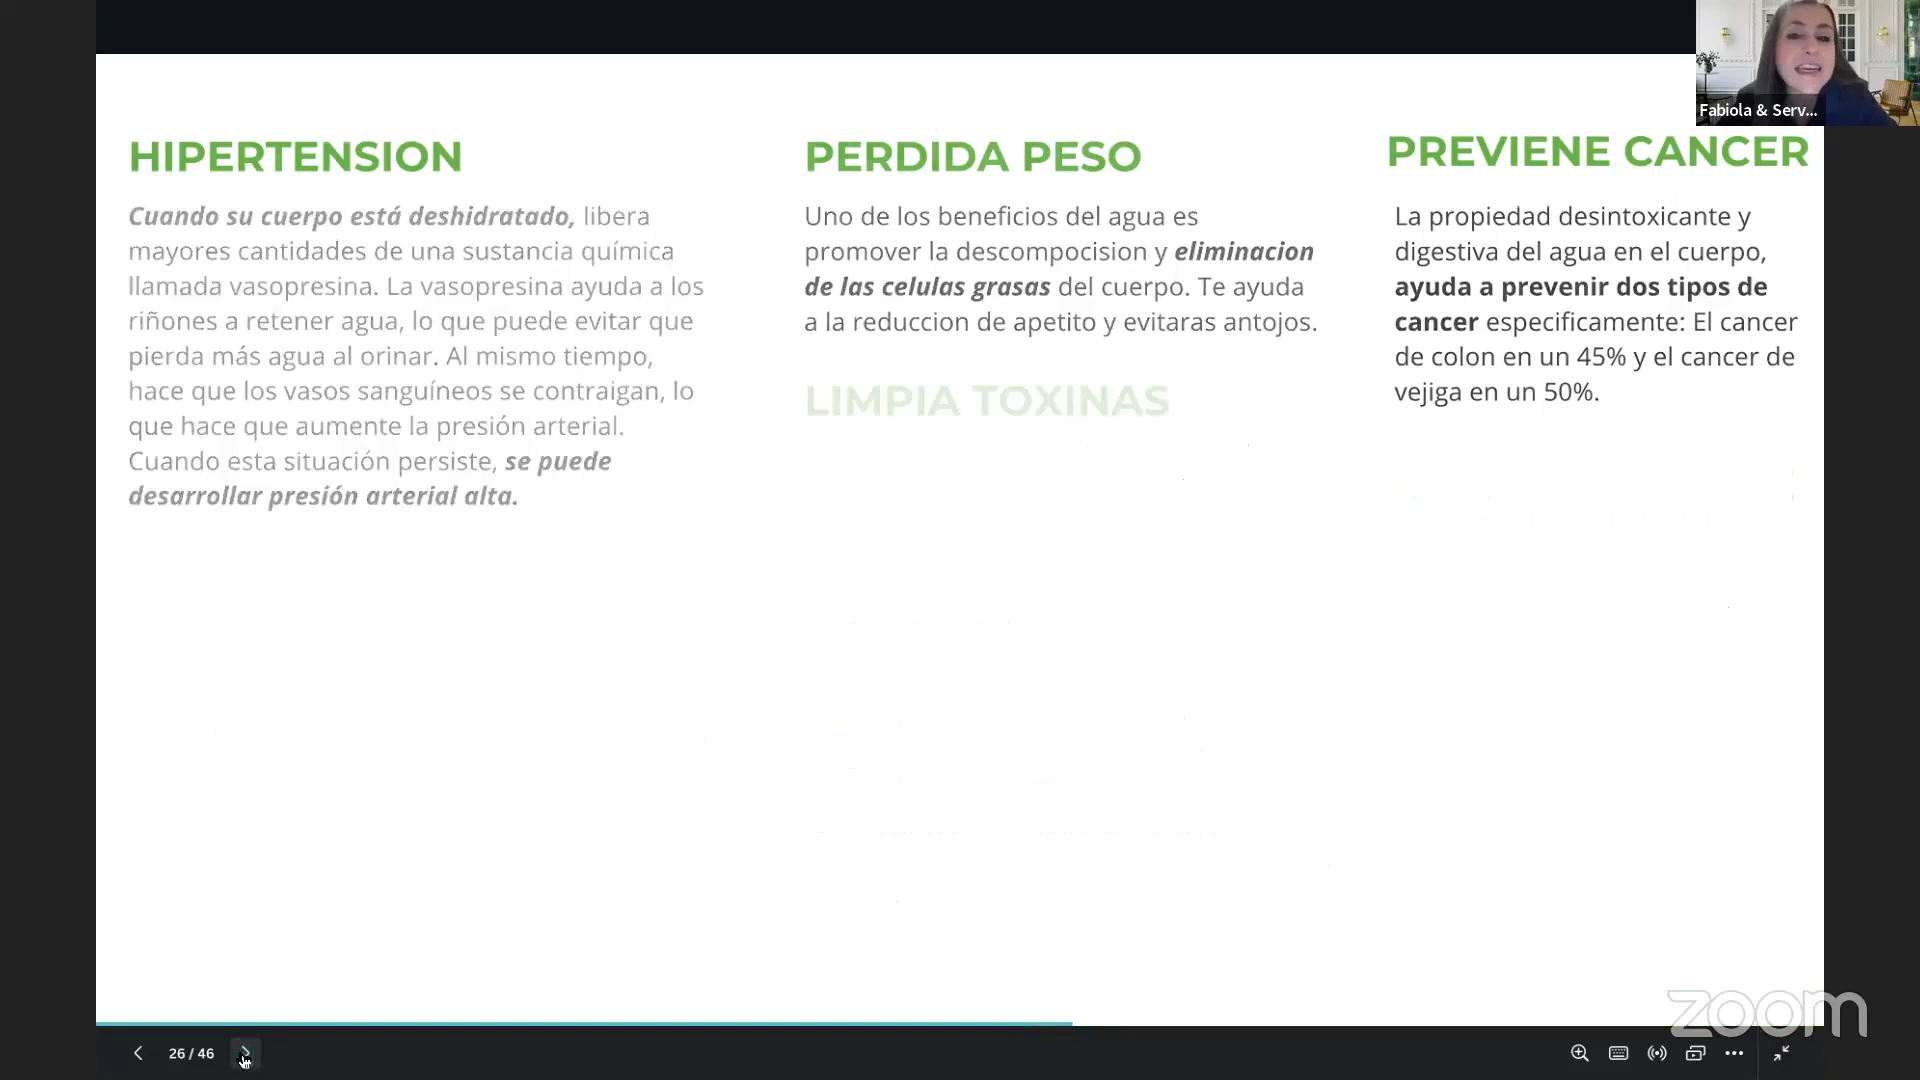 Fabiola & Serv...
HIPERTENSION
Cuando su cuerpo está deshidratado, libera
mayores cantidades de una sustancia química
llamada vasopresina. La vasopresina ayuda a los
riñones a retener agua, lo que puede evitar que
pierda más agua al orinar. Al mismo tiempo,
hace que los vasos sanguíneos se contraigan, lo
que hace que aumente la presión arterial.
Cuando esta situación persiste, se puede
desarrollar presión arterial alta.
PERDIDA PESO
Uno de los beneficios del agua es
promover la descompocision y eliminacion
de las celulas grasas del cuerpo. Te ayuda
a la reduccion de apetito y evitaras antojos.
LIMPIA TOXINAS
PREVIENE CANCER
La propiedad desintoxicante y
digestiva del agua en el cuerpo,
ayuda a prevenir dos tipos de
cancer especificamente: El cancer
de colon en un 45% y el cancer de
vejiga en un 50%.
zoom
26 / 46